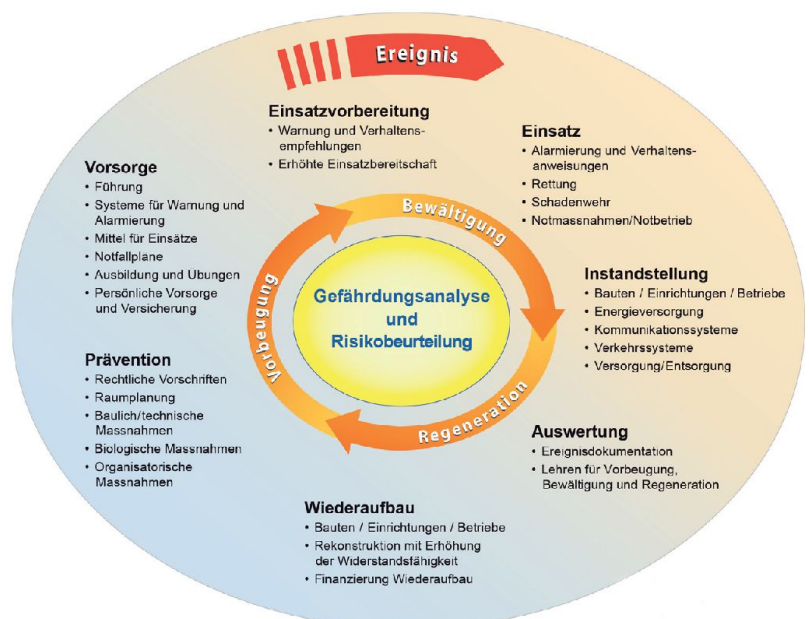 Ereignis
Einsatzvorbereitung
• Warnung und Verhaltens-
empfehlungen
• Erhöhte Einsatzbereitschaft
Einsatz
• Alarmierung und Verhaltens-
anweisungen
• Rettung
• Schadenwehr
• Notmassnahmen/Notbetrieb
Vorsorge
• Führung
• Systeme für Warnung und
Alarmierung
• Mittel für Einsätze
• Notfallpläne
• Ausbildung und Übungen
• Persönliche Vorsorge
und Versicherung
Bewältigung
Vorbeugung
Regeneration
Gefährdungsanalyse
und
Risikobeurteilung
Instandstellung
• Bauten / Einrichtungen / Betriebe
• Energieversorgung
• Kommunikationssysteme
• Verkehrssysteme
• Versorgung/Entsorgung
Prävention
• Rechtliche Vorschriften
• Raumplanung
• Baulich/technische
Massnahmen
• Biologische Massnahmen
• Organisatorische
Massnahmen
Auswertung
• Ereignisdokumentation
• Lehren für Vorbeugung,
Bewältigung und Regeneration
Wiederaufbau
• Bauten / Einrichtungen / Betriebe
• Rekonstruktion mit Erhöhung
der Widerstandsfähigkeit
• Finanzierung Wiederaufbau